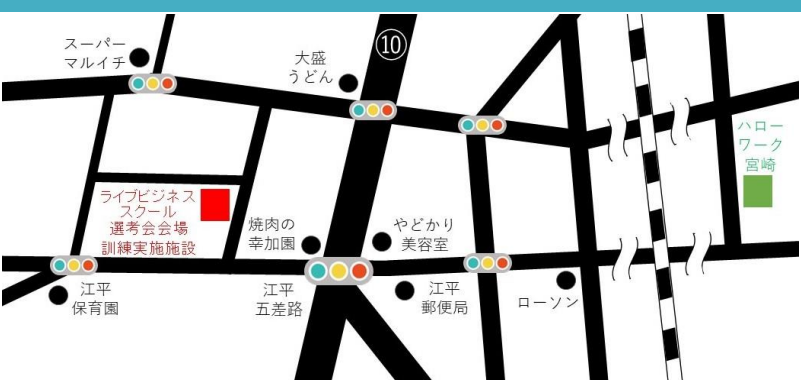 スーパー
マルイチ
大盛
うどん
⑩
ハロー
ワーク
宮崎
ライブビジネス
スクール
選考会会場
訓練実施施設
焼肉の
幸加園
やどかり
美容室
江平
保育園
江平
五差路
江平
郵便局
ローソン